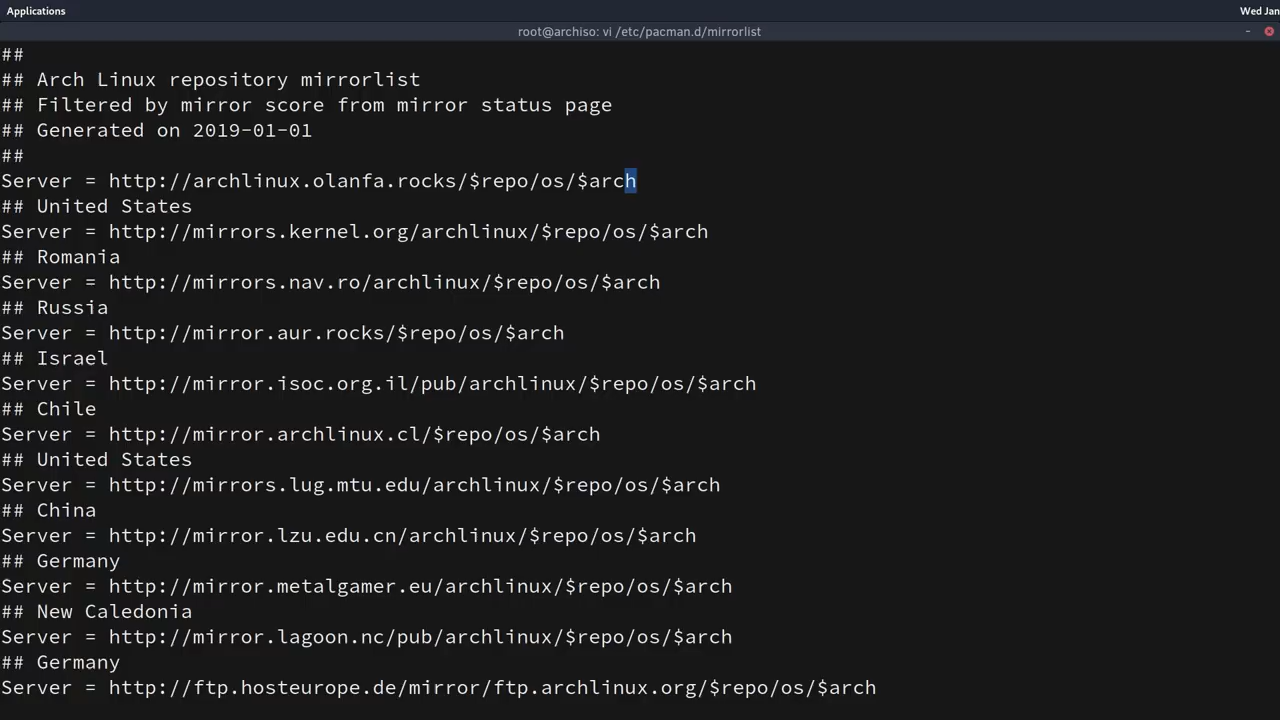 Applications
Wed Jan
root@archiso: vi /etc/pacman.d/mirrorlist
##
## Arch Linux repository mirrorlist
## Filtered by mirror score from mirror status page
## Generated on 2019-01-01
##
Server = http://archlinux.olanfa.rocks/$repo/os/$arch
## United States
Server = http://mirrors.kernel.org/archlinux/$repo/os/$arch
## Romania
Server = http://mirrors.nav.ro/archlinux/$repo/os/$arch
## Russia
Server = http://mirror.aur.rocks/$repo/os/$arch
## Israel
Server = http://mirror.isoc.org.il/pub/archlinux/$repo/os/$arch
## Chile
Server = http://mirror.archlinux.cl/$repo/os/$arch
## United States
Server = http://mirrors.lug.mtu.edu/archlinux/$repo/os/$arch
## China
Server = http://mirror.lzu.edu.cn/archlinux/$repo/os/$arch
## Germany
Server = http://mirror.metalgamer.eu/archlinux/$repo/os/$arch
## New Caledonia
Server = http://mirror.lagoon.nc/pub/archlinux/$repo/os/$arch
## Germany
Server = http://ftp.hosteurope.de/mirror/ftp.archlinux.org/$repo/os/$arch